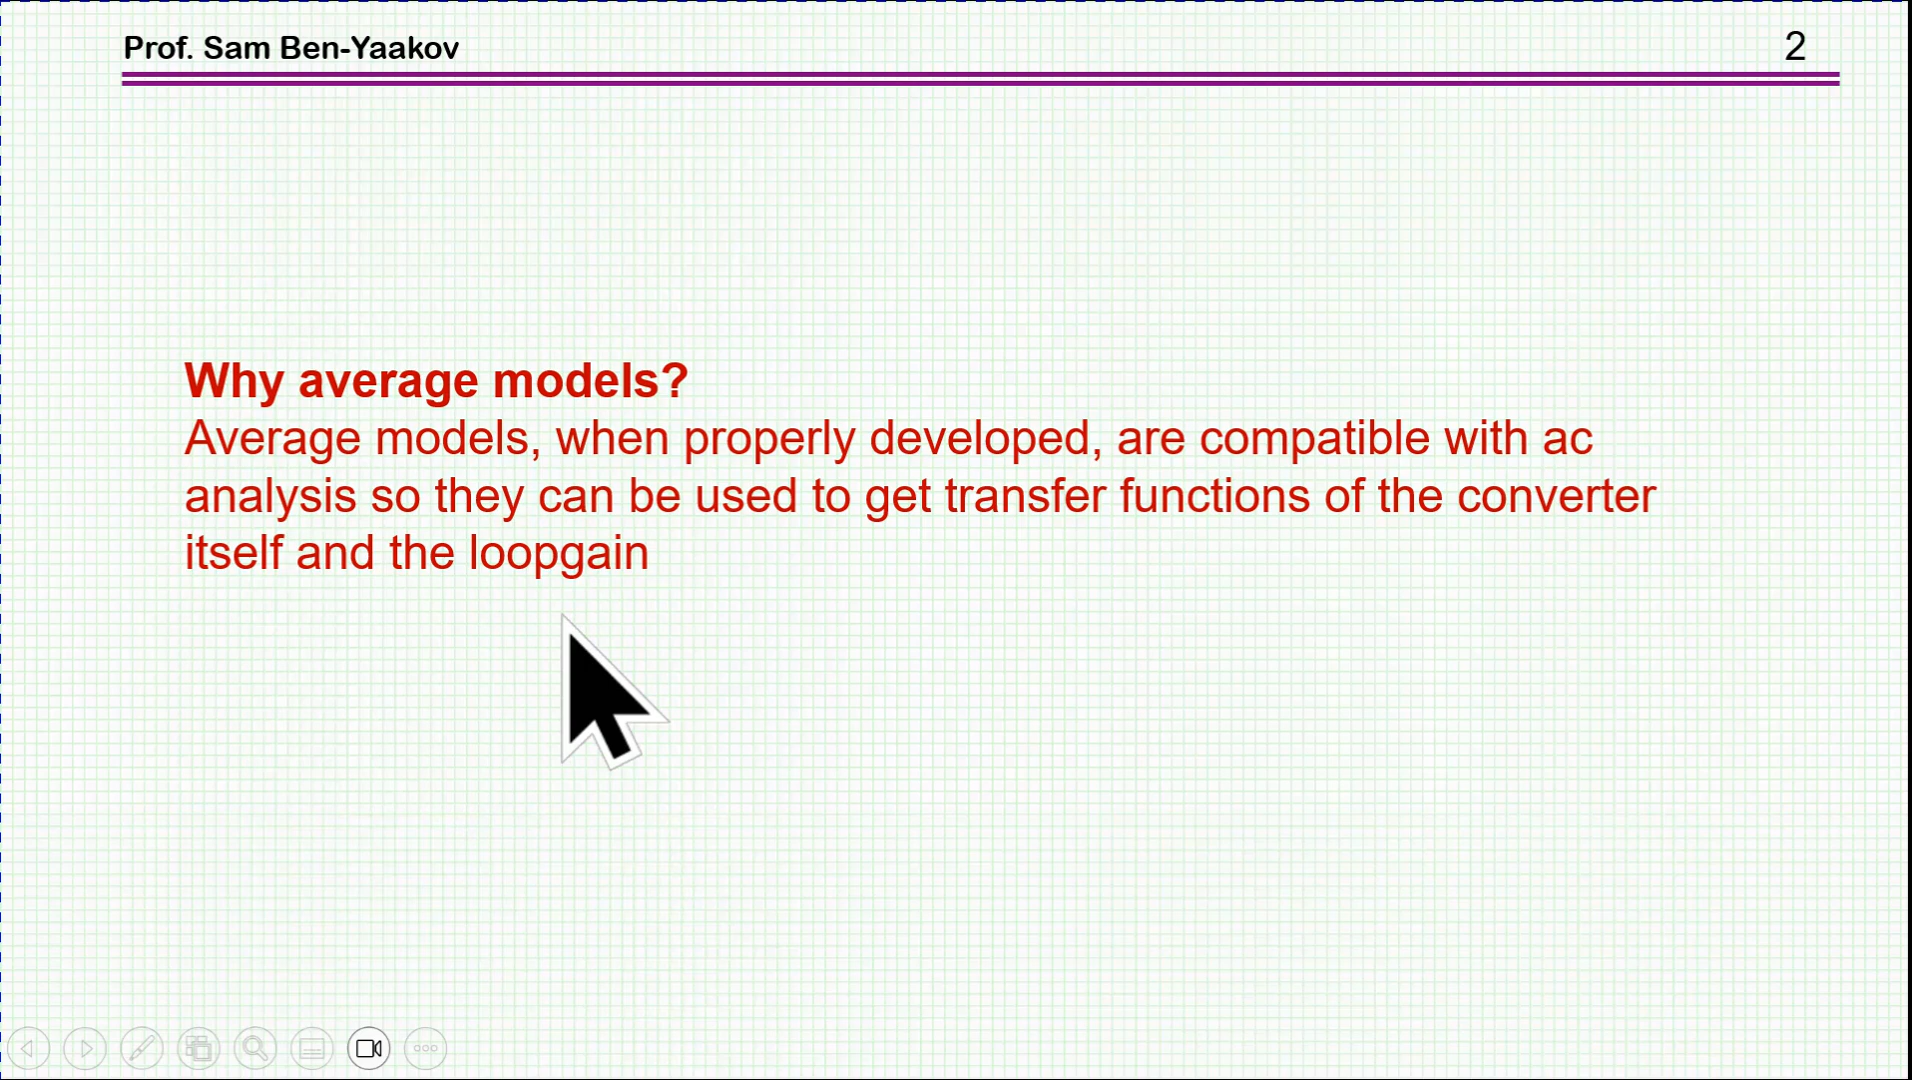 Prof. Sam Ben-Yaakov
2
Why average models?
Average models, when properly developed, are compatible with ac
analysis so they can be used to get transfer functions of the converter
itself and the loopgain